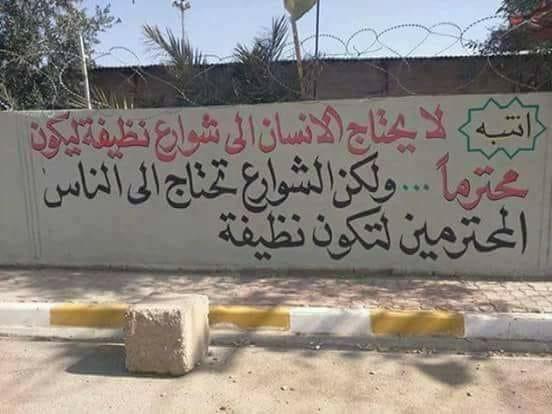 انتبه
لا يحتاج الانسان الى شوارع نظيفة ليكون
محترماً ... ولكن الشوارع تحتاج الى الناس
المحترمين لتكون نظيفة